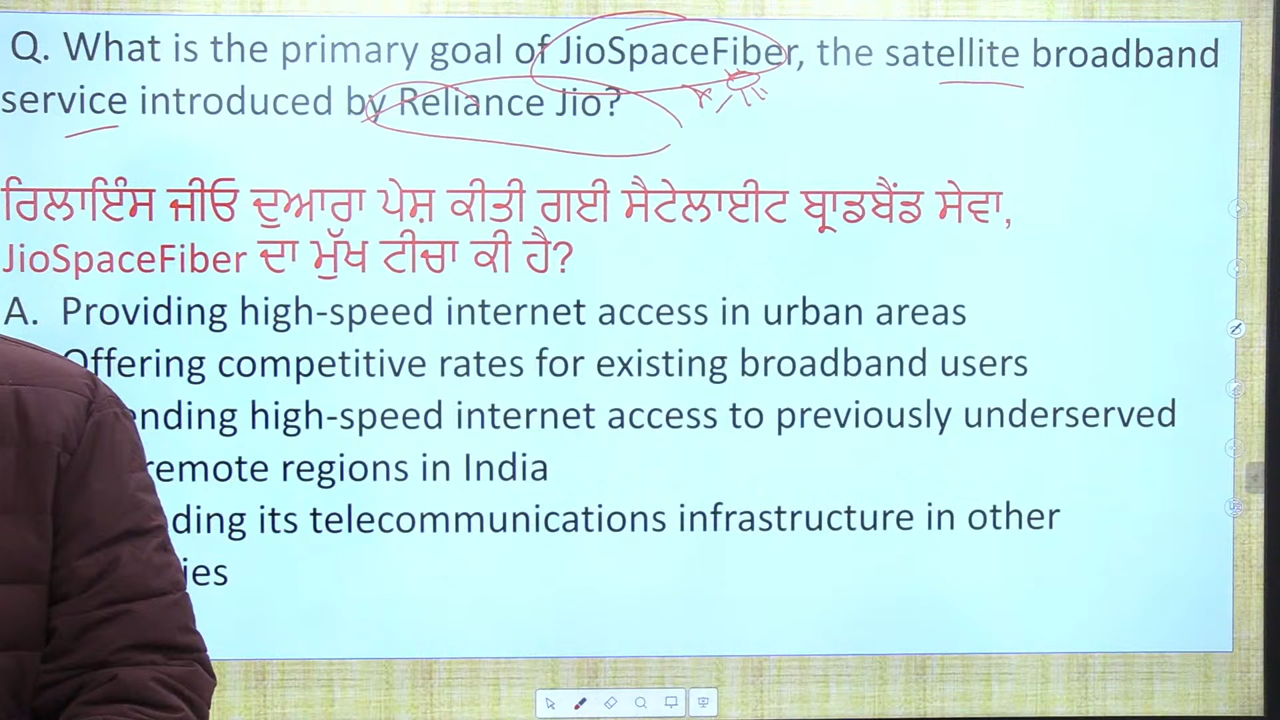 Q. What is the primary goal of JioSpaceFiber, the satellite broadband
service introduced by Reliance Jio?
ਰਿਲਾਇੰਸ ਜੀਓ ਦੁਆਰਾ ਪੇਸ਼ ਕੀਤੀ ਗਈ ਸੈਟੇਲਾਈਟ ਬ੍ਰਾਡਬੈਂਡ ਸੇਵਾ,
JioSpaceFiber ਦਾ ਮੁੱਖ ਟੀਚਾ ਕੀ ਹੈ?
A. Providing high-speed internet access in urban areas
Offering competitive rates for existing broadband users
nding high-speed internet access to previously underserved
remote regions in India
ding its telecommunications infrastructure in other
ies